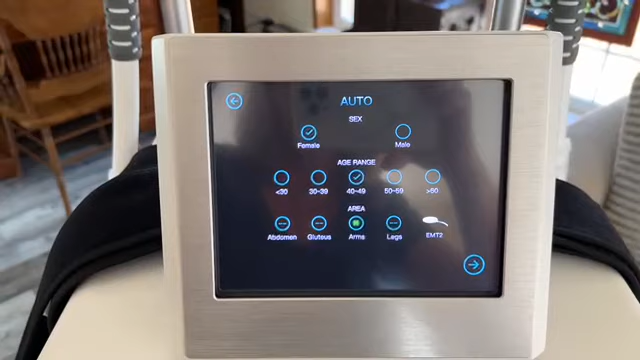 AUTO
SEX
Female Male
AGE RANGE
<30 30-39 40-49 50-59 >60
AREA
Abdomen Gluteus Arms Legs EMT2